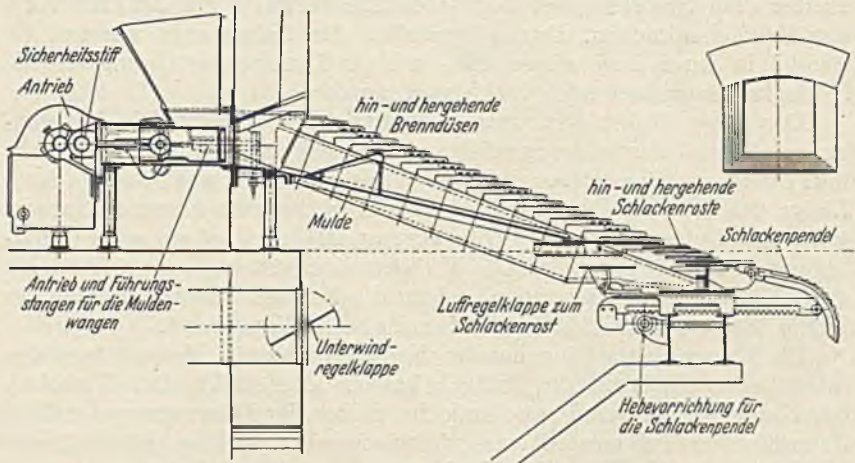 Sicherheitsstift
Antrieb
hin- und hergehende
Brenndüsen
hin- und hergehende
Schlackenroste
Schlackenpendel
Mulde
Antrieb und Führungs-
stangen für die Mulden-
wangen
Luftregelklappe zum
Schlackenrost
Unterwind-
regelklappe
Hebevorrichtung für
die Schlackenpendel